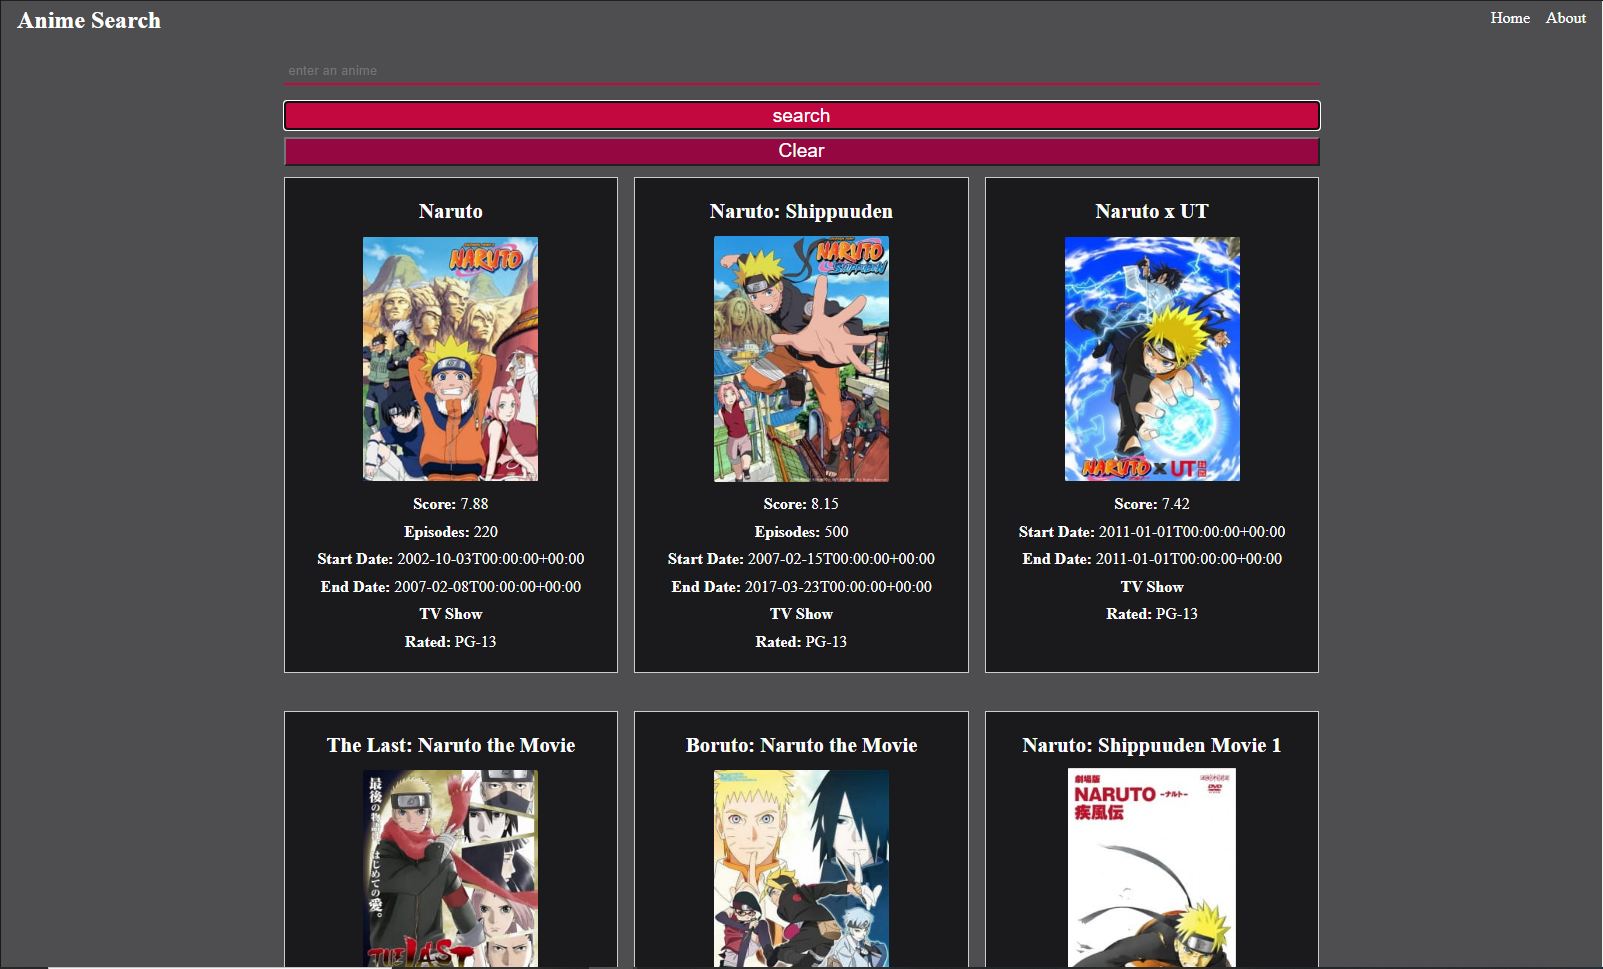 Anime Search
Home About
enter an anime
search
Clear
Naruto
NARUTO
Score: 7.88
Episodes: 220
Start Date: 2002-10-03T00:00:00+00:00
End Date: 2007-02-08T00:00:00+00:00
TV Show
Rated: PG-13
Naruto: Shippuuden
NARUTO
SHIPPUDEN
Score: 8.15
Episodes: 500
Start Date: 2007-02-15T00:00:00+00:00
End Date: 2017-03-23T00:00:00+00:00
TV Show
Rated: PG-13
Naruto x UT
NARUTO X UT
Score: 7.42
Start Date: 2011-01-01T00:00:00+00:00
End Date: 2011-01-01T00:00:00+00:00
TV Show
Rated: PG-13
The Last: Naruto the Movie
最後の物語
はじめての愛。
THE LAST
Boruto: Naruto the Movie
Naruto: Shippuuden Movie 1
劇場版
NARUTO -ナルト-
疾風伝
DVD